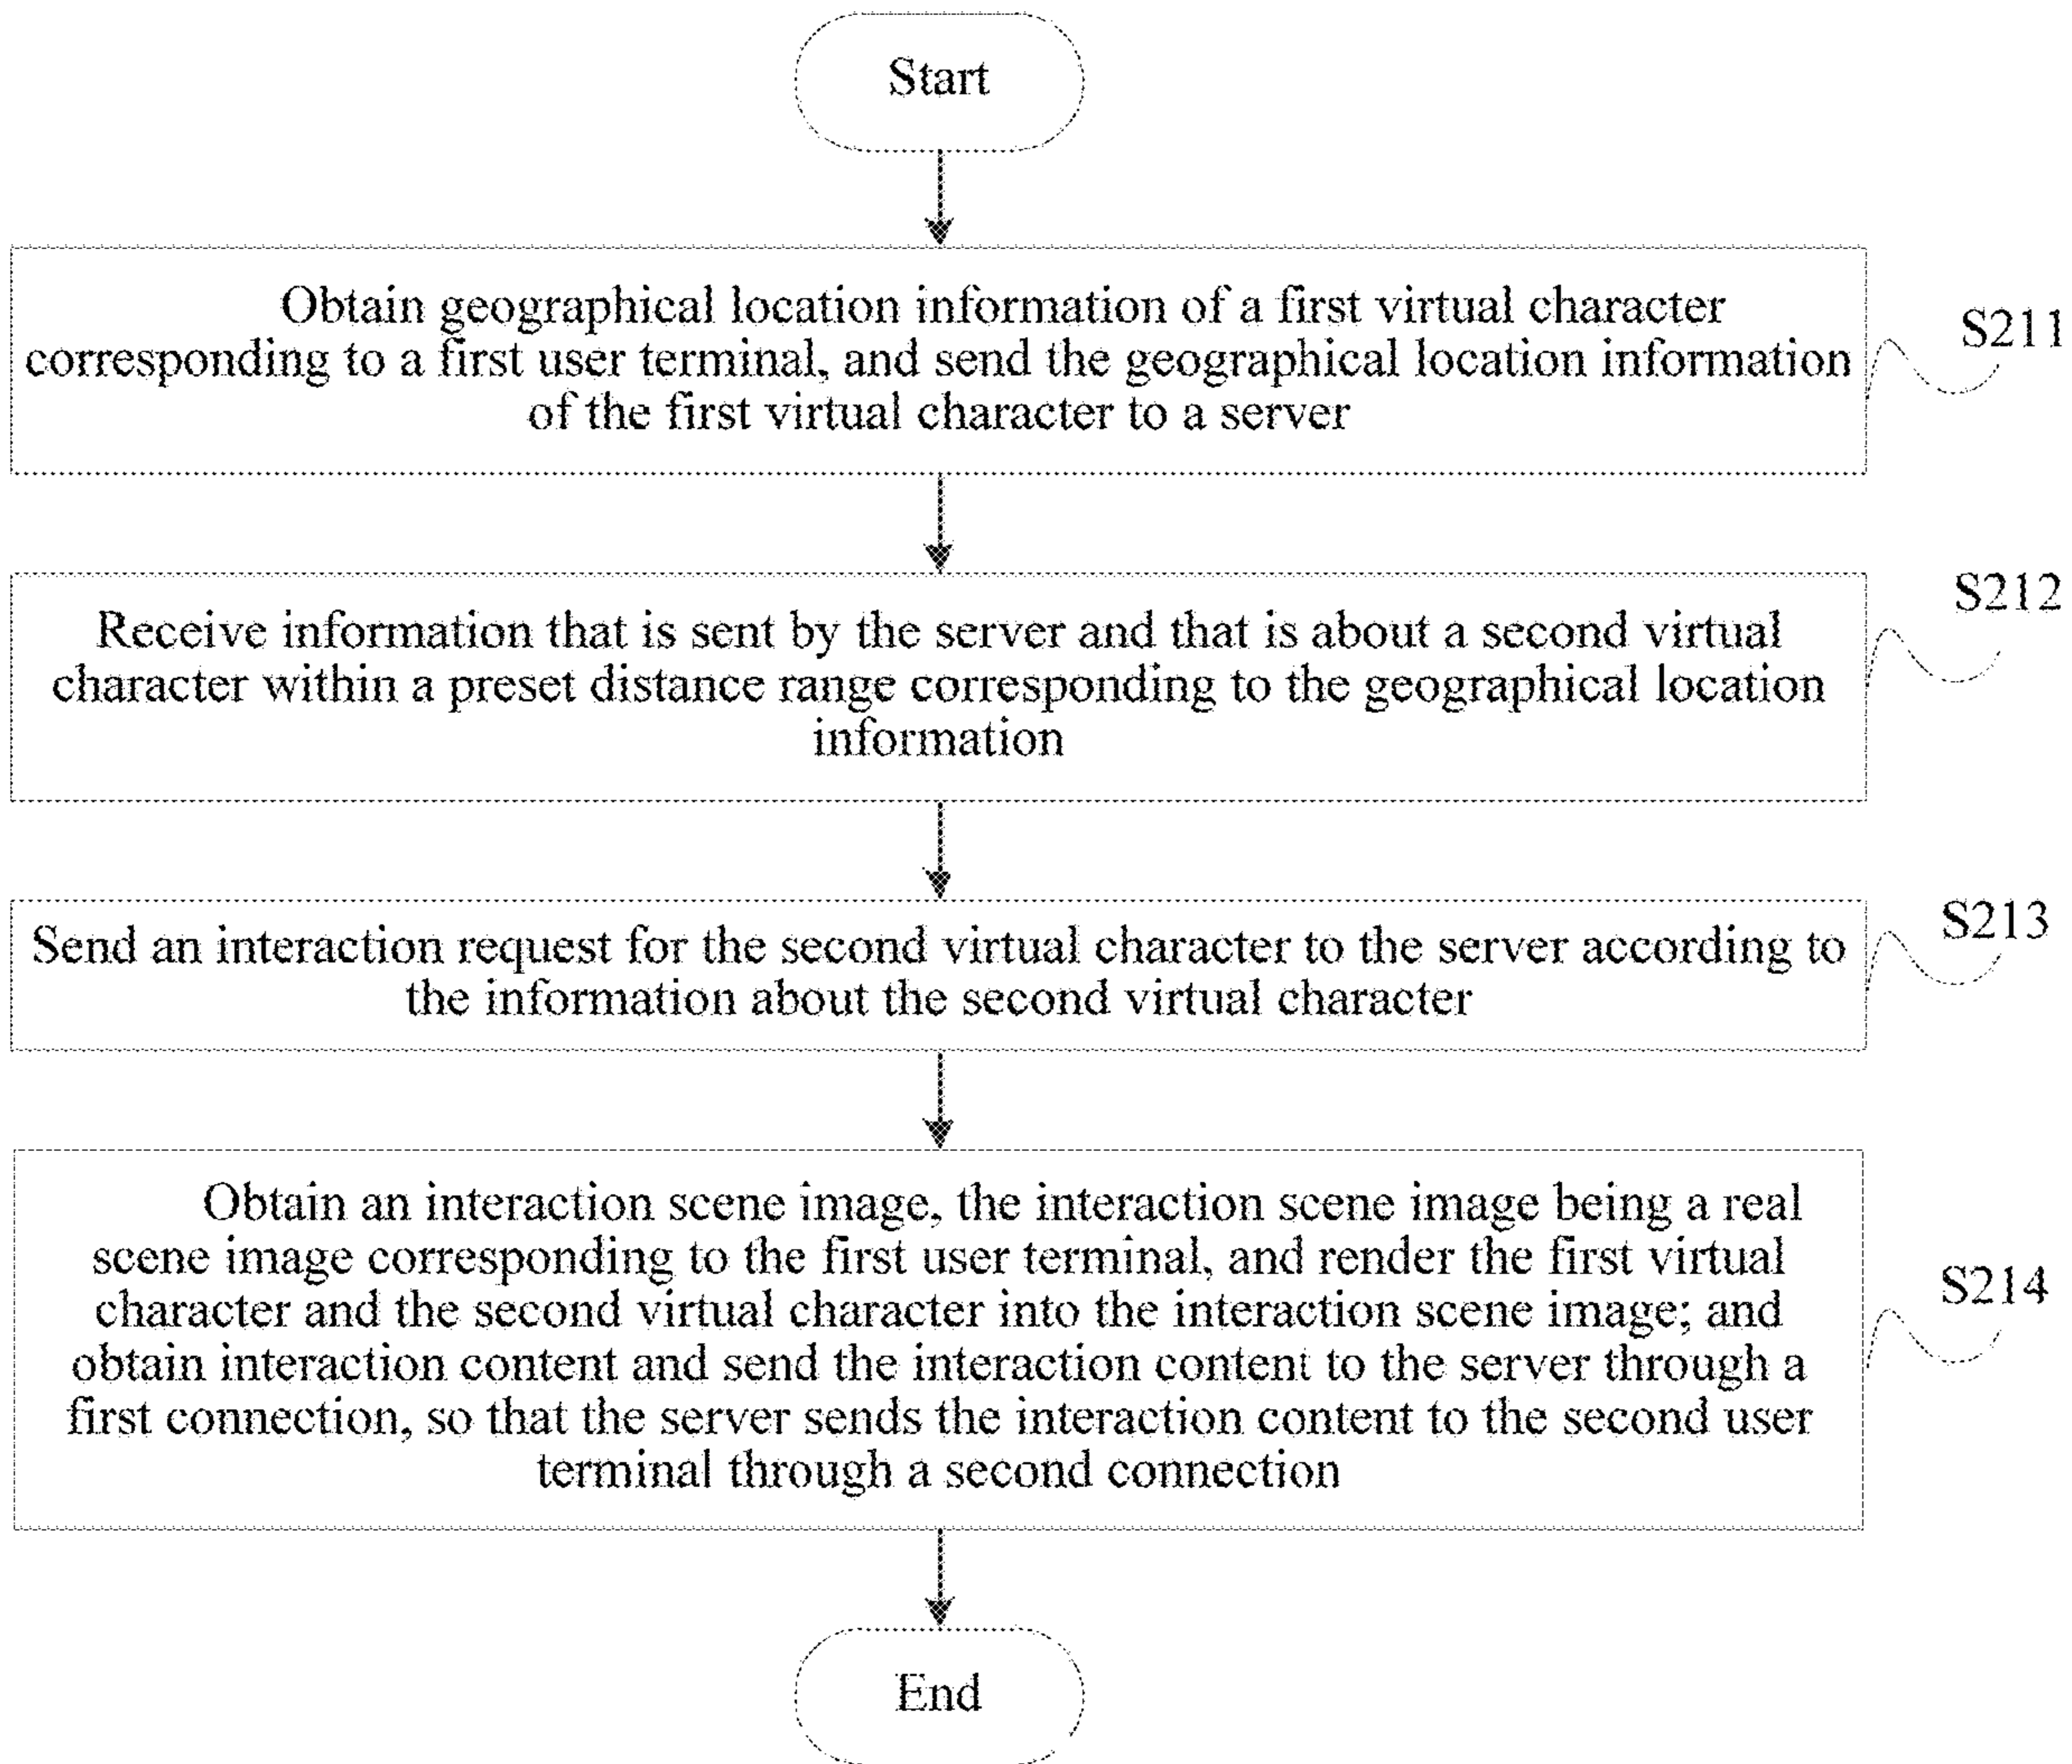 Start
Obtain geographical location information of a first virtual character
corresponding to a first user terminal, and send the geographical location information
of the first virtual character to a server
S211
Receive information that is sent by the server and that is about a second virtual
character within a preset distance range corresponding to the geographical location
information
S212
Send an interaction request for the second virtual character to the server according to
the information about the second virtual character
S213
Obtain an interaction scene image, the interaction scene image being a real
scene image corresponding to the first user terminal, and render the first virtual
character and the second virtual character into the interaction scene image; and
obtain interaction content and send the interaction content to the server through a
first connection, so that the server sends the interaction content to the second user
terminal through a second connection
S214
End